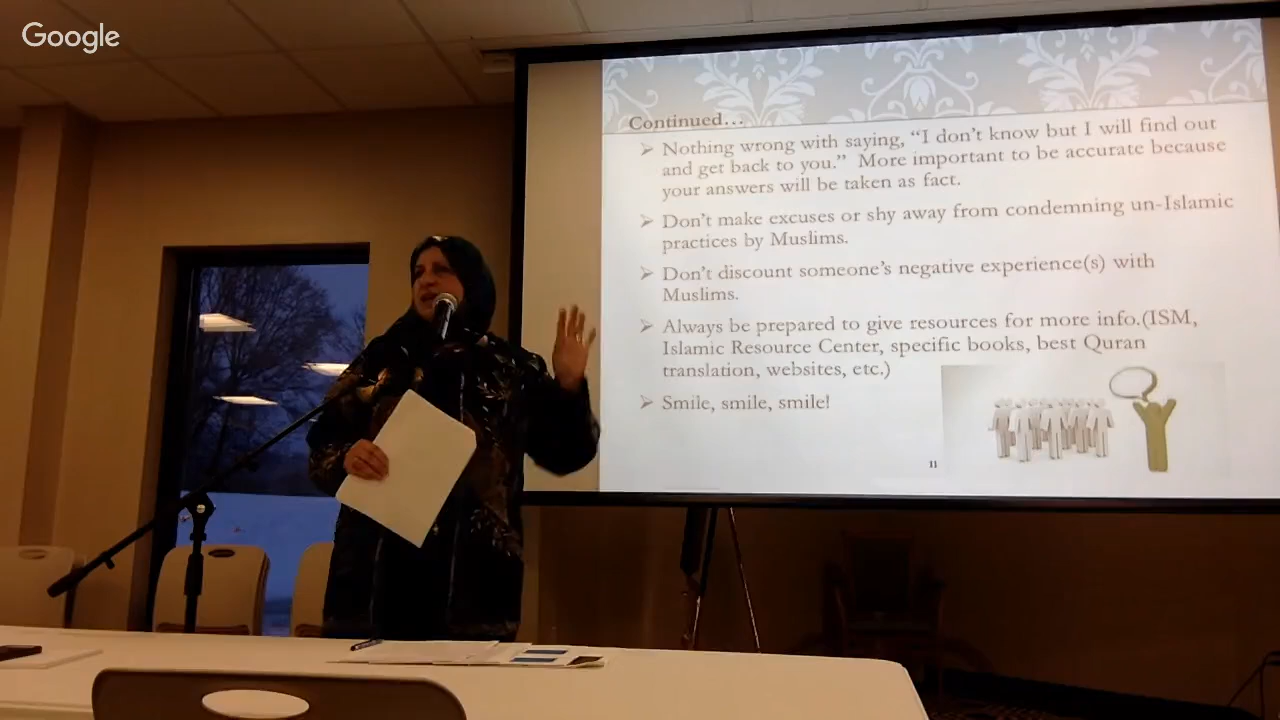 Google
Continued...
➢ Nothing wrong with saying, “I don’t know but I will find out
and get back to you.” More important to be accurate because
your answers will be taken as fact.
➢ Don’t make excuses or shy away from condemning un-Islamic
practices by Muslims.
➢ Don’t discount someone’s negative experience(s) with
Muslims.
➢ Always be prepared to give resources for more info.(ISM,
Islamic Resource Center, specific books, best Quran
translation, websites, etc.)
➢ Smile, smile, smile!
11